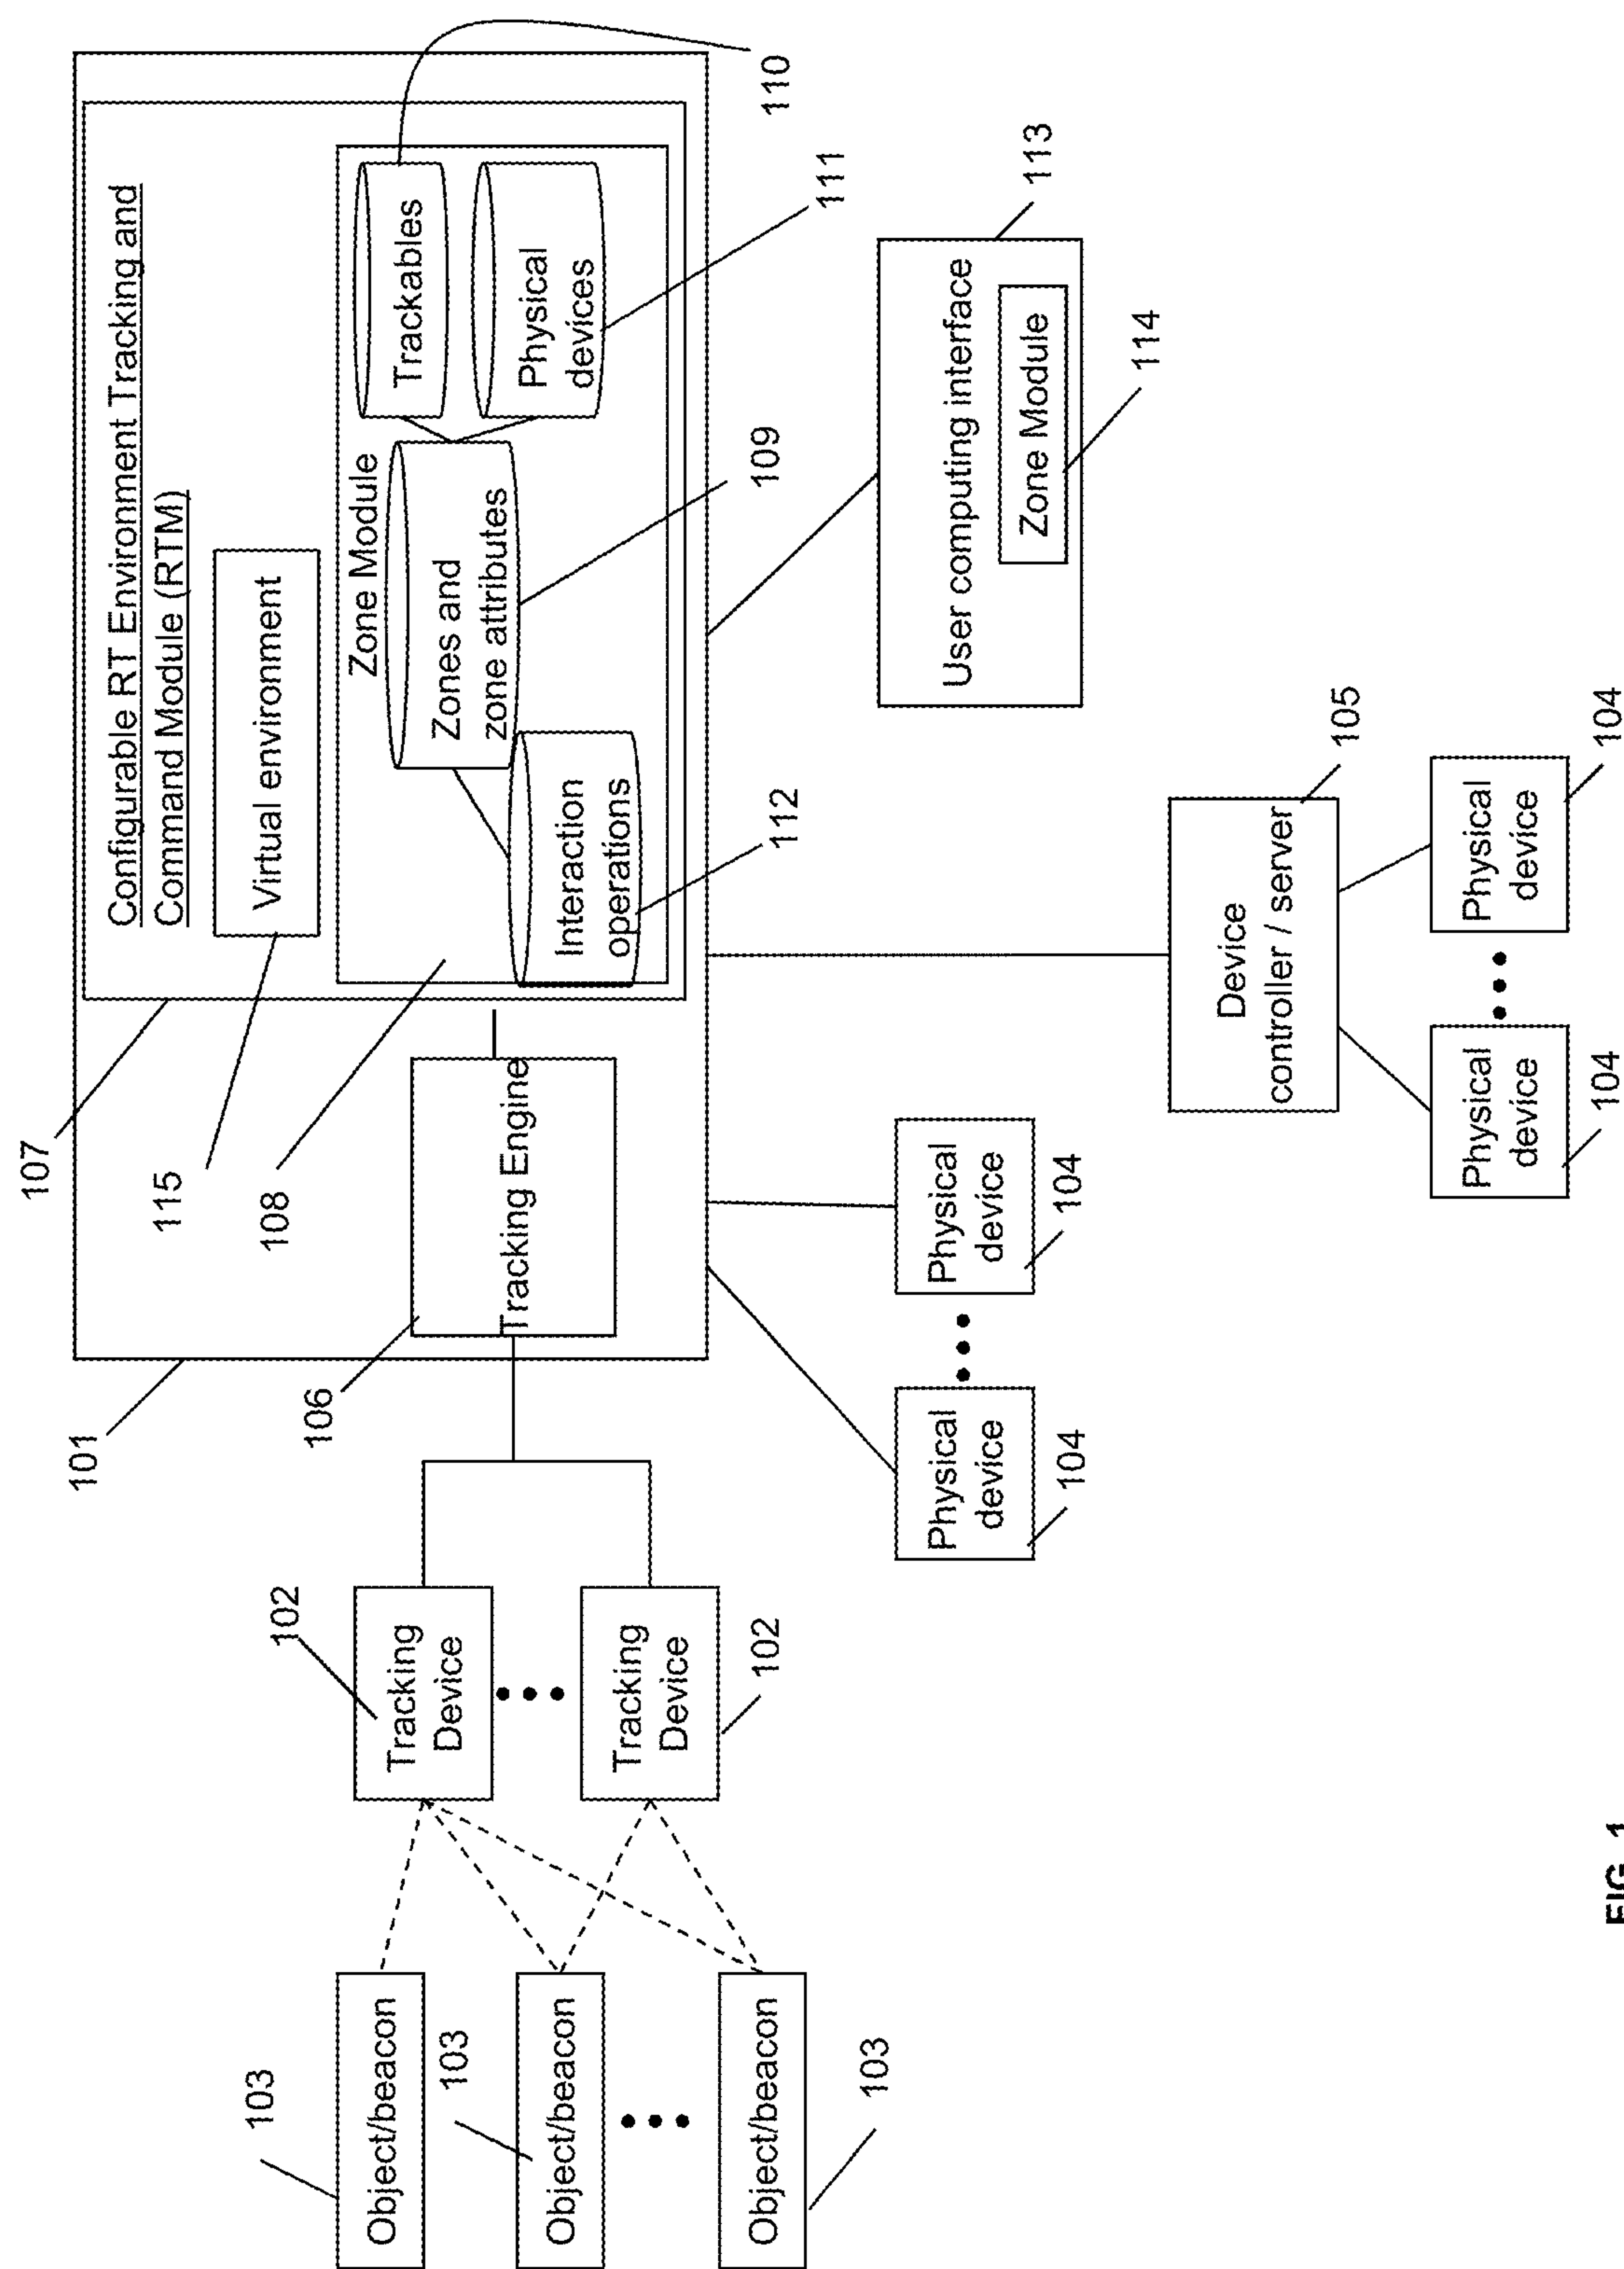 101
107
115
108
106
Configurable RT Environment Tracking and
Command Module (RTM)
Virtual environment
Zone Module
Trackables
Physical
devices
Zones and
zone attributes
Interaction
operations
110
111
109
112
Tracking Engine
102
Tracking
Device
Tracking
Device
102
103
Object/beacon
103
Object/beacon
Object/beacon
103
Physical
device
104
Physical
device
104
Device
controller / server
105
Physical
device
104
Physical
device
104
User computing interface
113
Zone Module
114
FIG. 1